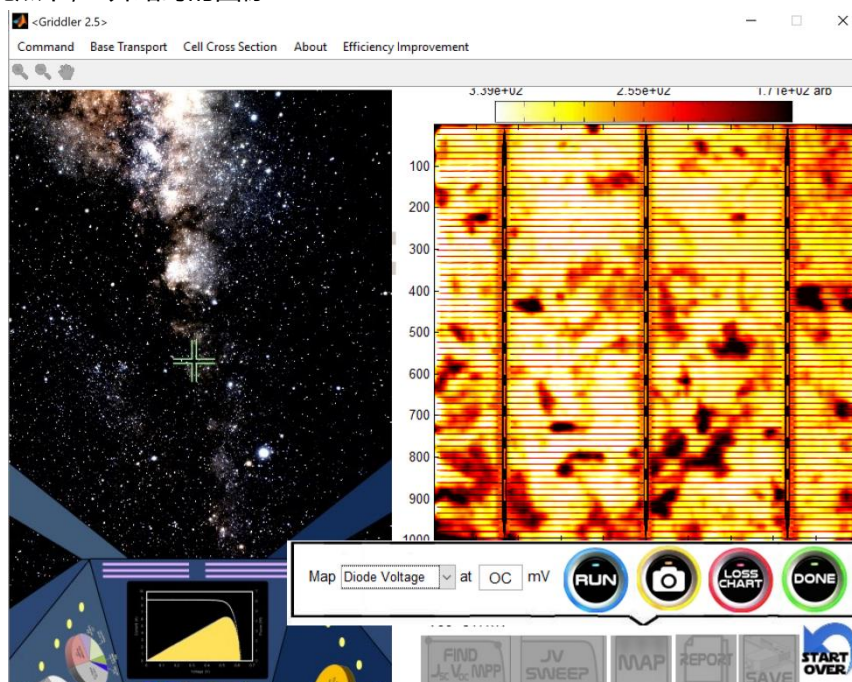 <Griddler 2.5>
Command Base Transport Cell Cross Section About Efficiency Improvement
3.39e+02 2.55e+02 1.71e+02 arb
100
200
300
400
500
600
700
800
900
1000
Map Diode Voltage at OC mV
RUN
LOSS CHART
DONE
FIND JSC VOC MPP
JV SWEEP
MAP
REPORT
SAVE
START OVER